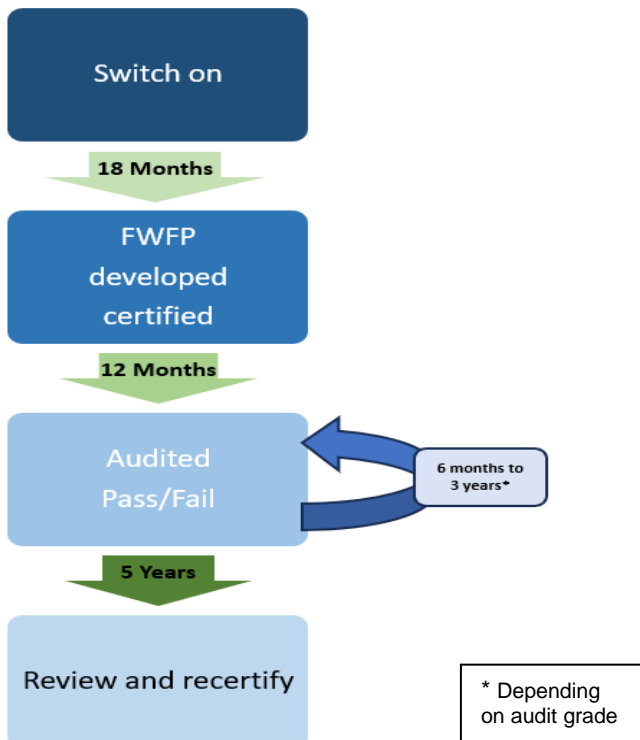 Switch on
18 Months
FWFP
developed
certified
12 Months
Audited
Pass/Fail
6 months to
3 years*
5 Years
Review and recertify
* Depending
on audit grade